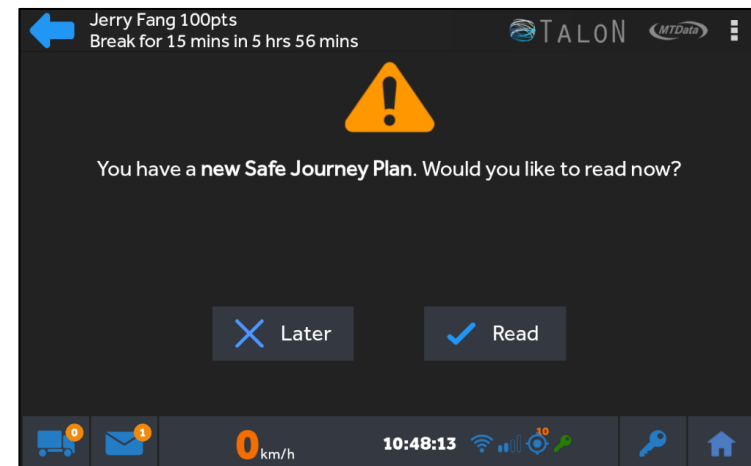 Jerry Fang 100pts
Break for 15 mins in 5 hrs 56 mins
TALON
MTData
You have a new Safe Journey Plan. Would you like to read now?
Later
Read
0
1
0 km/h
10:48:13
10